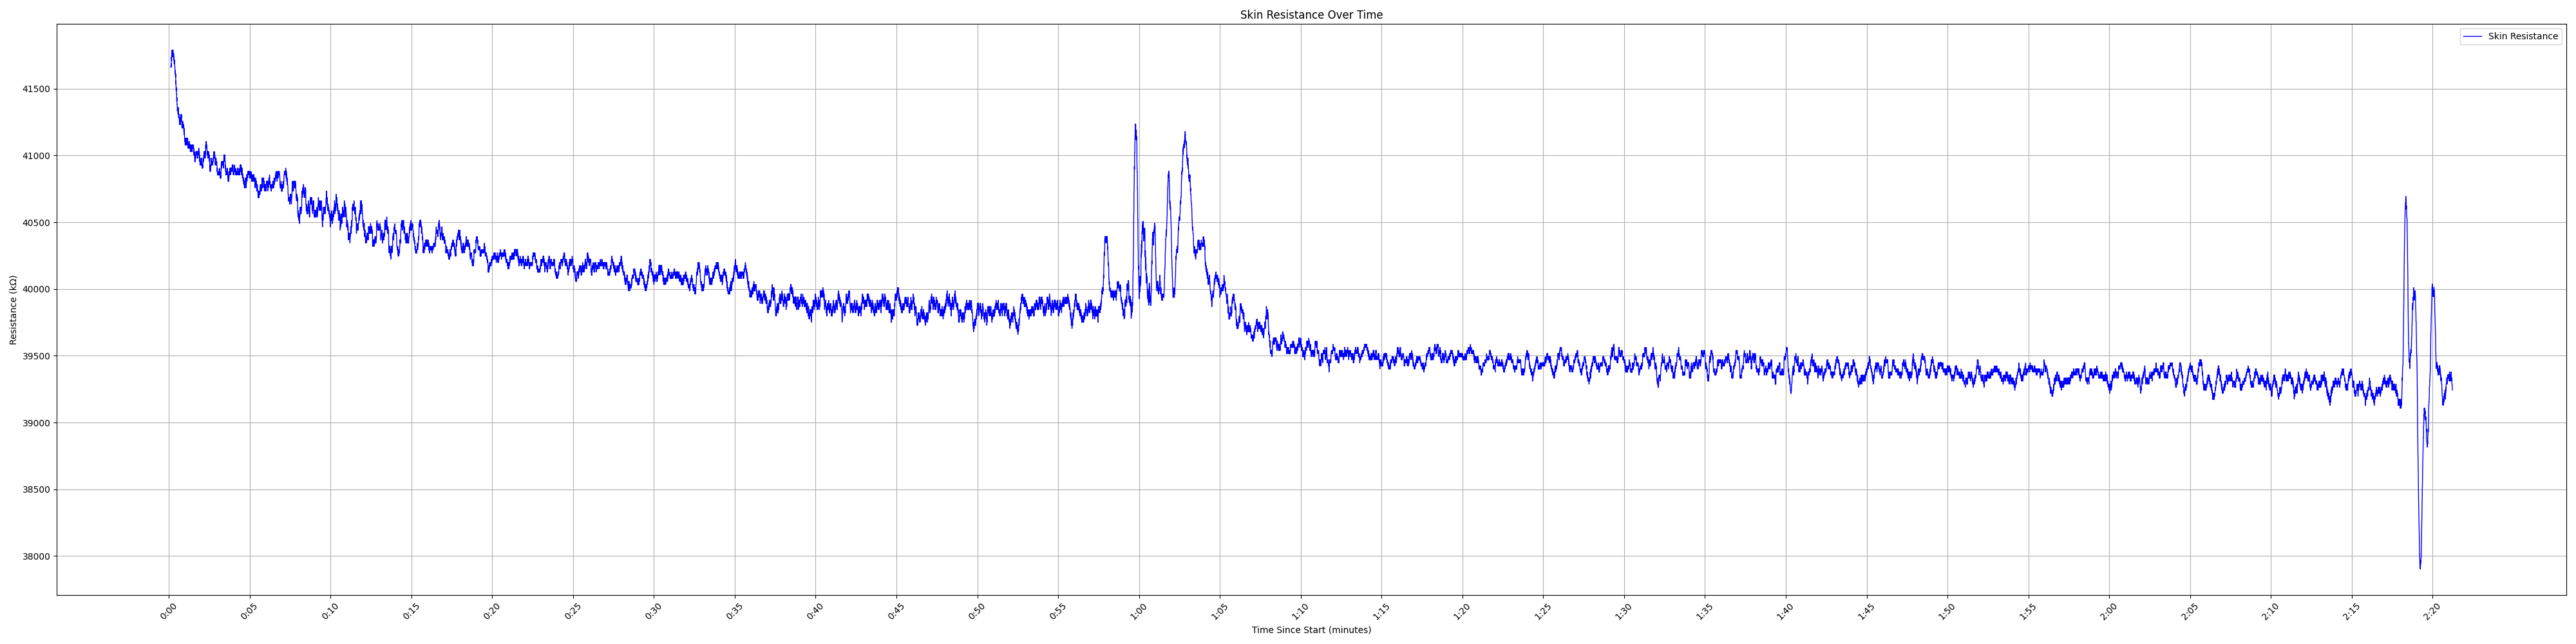 Skin Resistance Over Time
Skin Resistance
41500
41000
40500
40000
39500
39000
38500
38000
Resistance (kΩ)
0:00 0:05 0:10 0:15 0:20 0:25 0:30 0:35 0:40 0:45 0:50 0:55 1:00 1:05 1:10 1:15 1:20 1:25 1:30 1:35 1:40 1:45 1:50 1:55 2:00 2:05 2:10 2:15 2:20
Time Since Start (minutes)